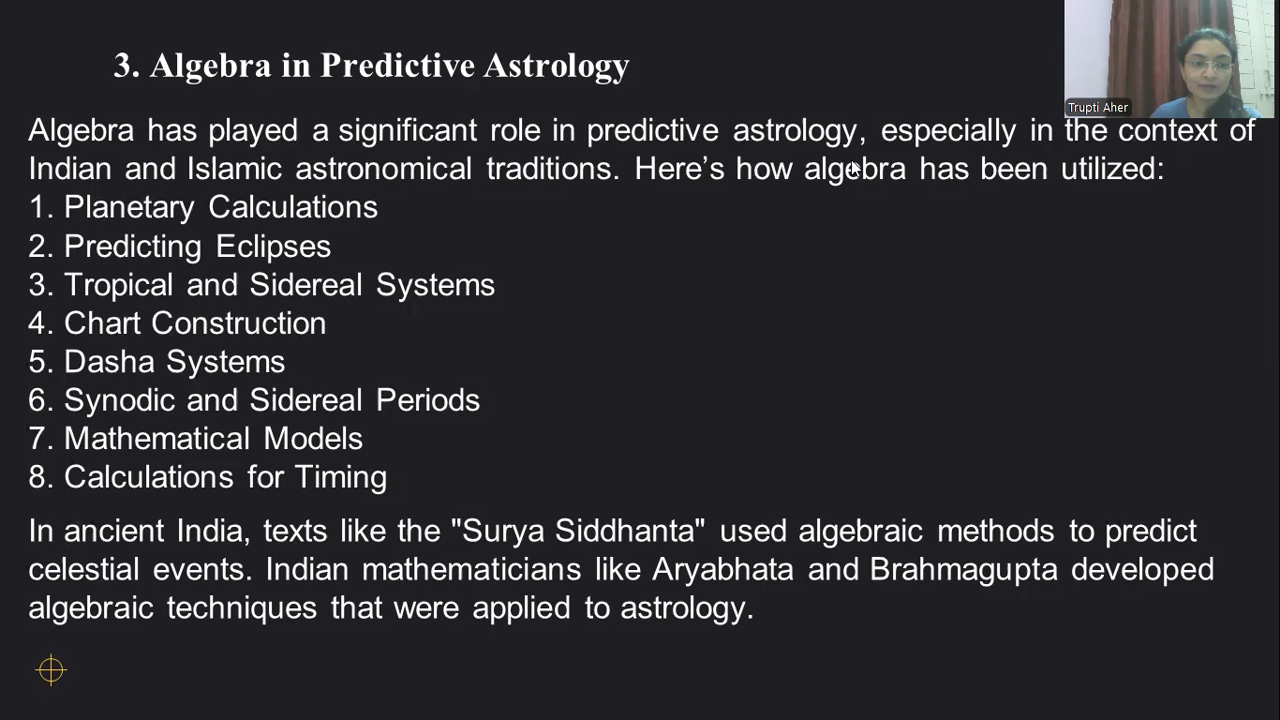 3. Algebra in Predictive Astrology
Trupti Aher
Algebra has played a significant role in predictive astrology, especially in the context of
Indian and Islamic astronomical traditions. Here’s how algebra has been utilized:
1. Planetary Calculations
2. Predicting Eclipses
3. Tropical and Sidereal Systems
4. Chart Construction
5. Dasha Systems
6. Synodic and Sidereal Periods
7. Mathematical Models
8. Calculations for Timing
In ancient India, texts like the "Surya Siddhanta" used algebraic methods to predict
celestial events. Indian mathematicians like Aryabhata and Brahmagupta developed
algebraic techniques that were applied to astrology.